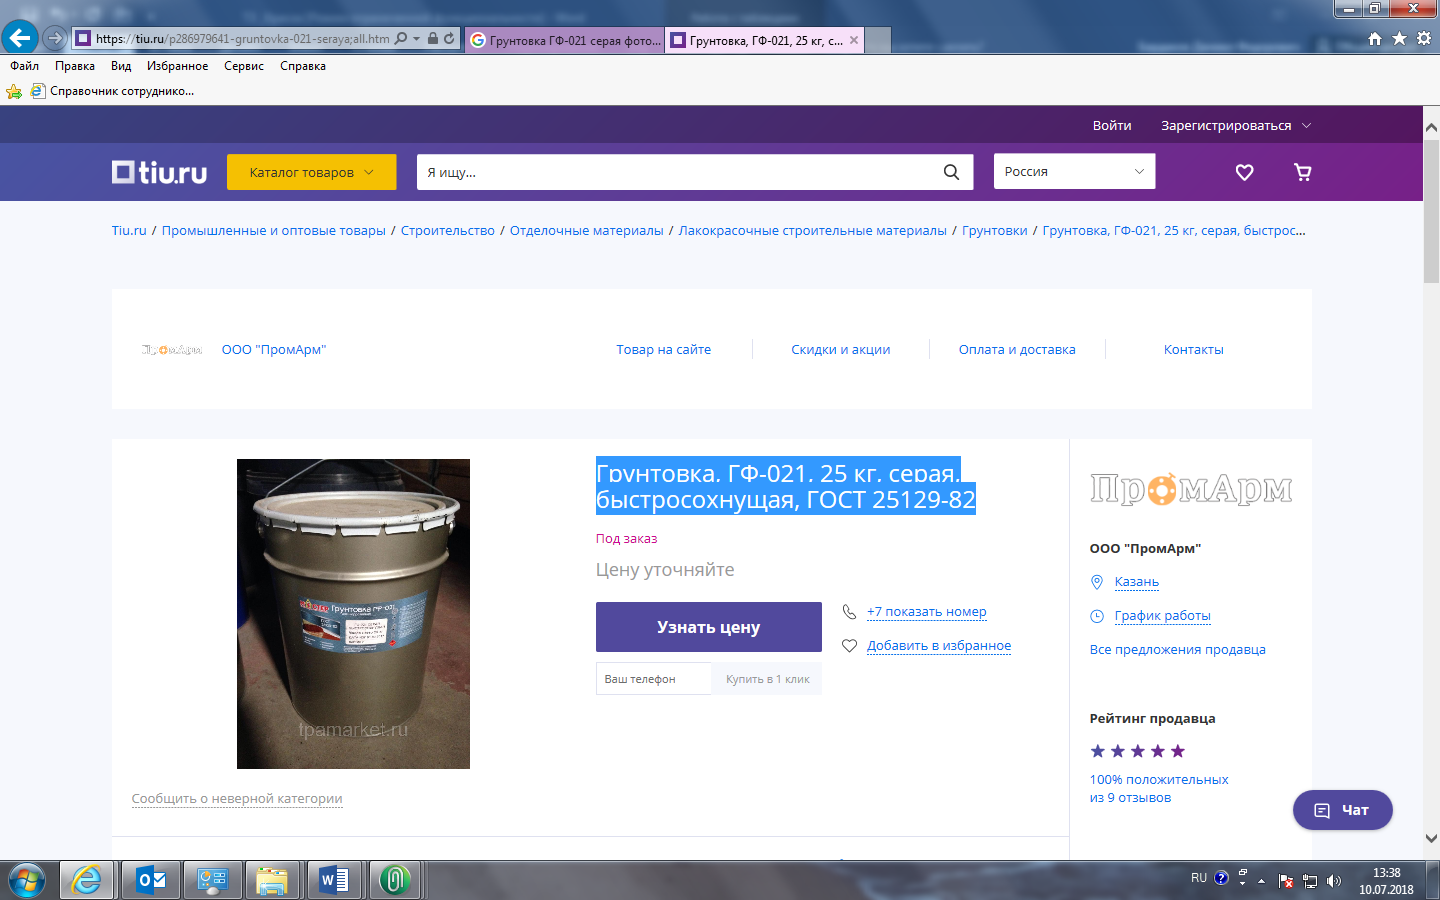 https://tiu.ru/p286979641-gruntovka-021-seraya;all.htm
Грунтовка ГФ-021 серая фото...
Грунтовка, ГФ-021, 25 кг, с...
Файл Правка Вид Избранное Сервис Справка
Справочник сотруднико...
Войти Зарегистрироваться
tiu.ru Каталог товаров Я ищу... Россия
Tiu.ru / Промышленные и оптовые товары / Строительство / Отделочные материалы / Лакокрасочные строительные материалы / Грунтовки / Грунтовка, ГФ-021, 25 кг, серая, быстрос...
ПромАрм ООО "ПромАрм" Товар на сайте Скидки и акции Оплата и доставка Контакты
Грунтовка ГФ-021
tpamarket.ru
Сообщить о неверной категории
Грунтовка, ГФ-021, 25 кг, серая,
быстросохнущая, ГОСТ 25129-82
Под заказ
Цену уточняйте
Узнать цену
+7 показать номер
Добавить в избранное
Ваш телефон Купить в 1 клик
ПромАрм
ООО "ПромАрм"
Казань
График работы
Все предложения продавца
Рейтинг продавца
100% положительных
из 9 отзывов
Чат
RU
13:38
10.07.2018